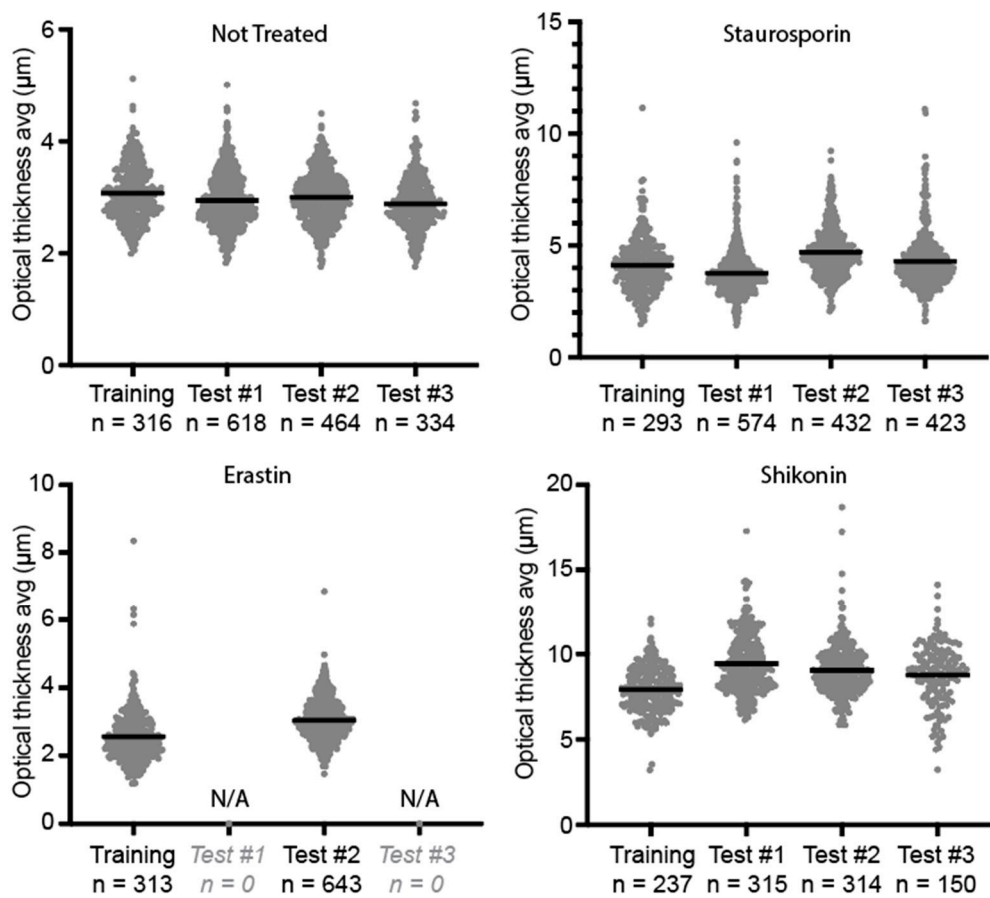 Not Treated
Optical thickness avg (µm)
6
4
2
0
Training Test #1 Test #2 Test #3
n = 316 n = 618 n = 464 n = 334
Staurosporin
Optical thickness avg (µm)
15
10
5
0
Training Test #1 Test #2 Test #3
n = 293 n = 574 n = 432 n = 423
Erastin
Optical thickness avg (µm)
10
8
6
4
2
0
N/A N/A
Training Test #1 Test #2 Test #3
n = 313 n = 0 n = 643 n = 0
Shikonin
Optical thickness avg (µm)
20
15
10
5
0
Training Test #1 Test #2 Test #3
n = 237 n = 315 n = 314 n = 150